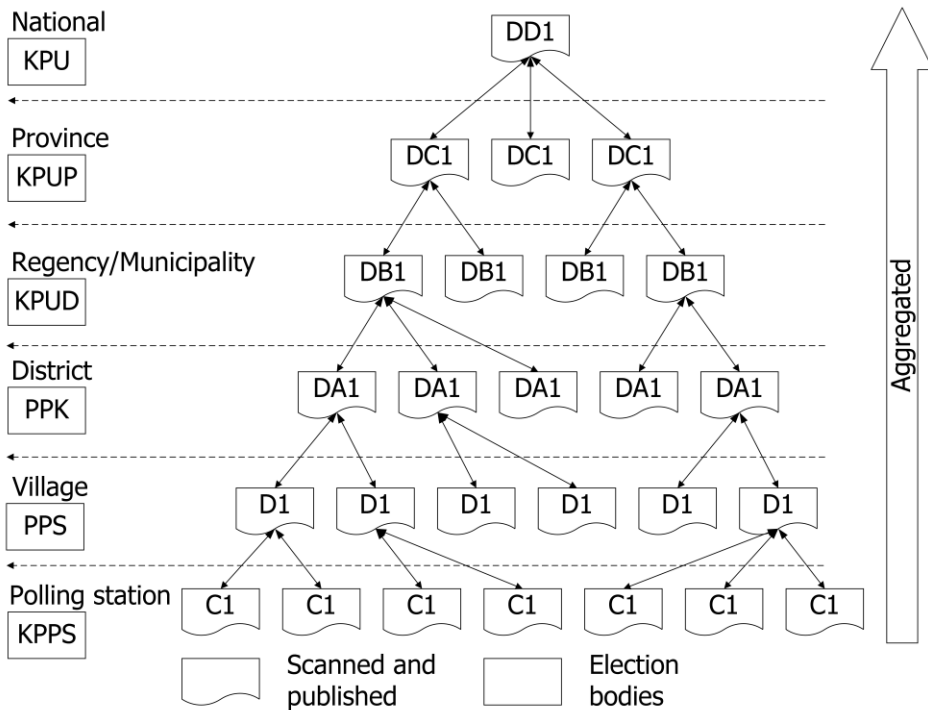 National
KPU
DD1
Province
KPUP
DC1 DC1 DC1
Regency/Municipality
KPUD
DB1 DB1 DB1 DB1
District
PPK
DA1 DA1 DA1 DA1 DA1
Village
PPS
D1 D1 D1 D1 D1 D1
Polling station
KPPS
C1 C1 C1 C1 C1 C1 C1
Aggregated
Scanned and
published
Election
bodies